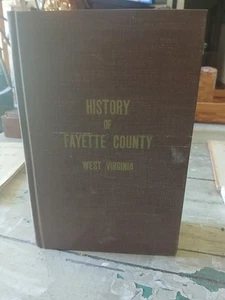 HISTORY
OF
FAYETTE COUNTY
WEST VIRGINIA